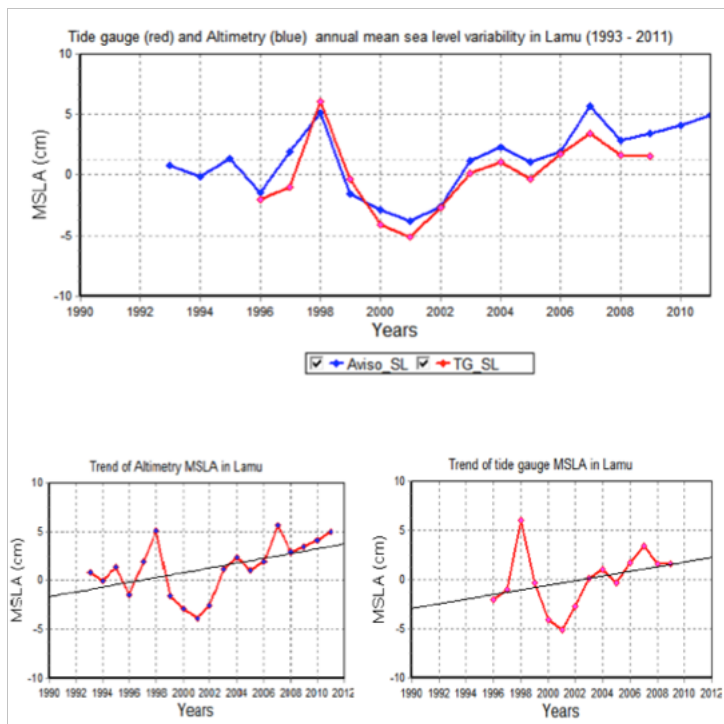 Tide gauge (red) and Altimetry (blue) annual mean sea level variability in Lamu (1993 - 2011)
10
5
0
-5
-10
MSLA (cm)
1990 1992 1994 1996 1998 2000 2002 2004 2006 2008 2010
Years
Aviso_SL TG_SL
Trend of Altimetry MSLA in Lamu
10
5
0
-5
-10
MSLA (cm)
1990 1992 1994 1996 1998 2000 2002 2004 2006 2008 2010 2012
Years
Trend of tide gauge MSLA in Lamu
10
5
0
-5
-10
MSLA (cm)
1990 1992 1994 1996 1998 2000 2002 2004 2006 2008 2010 2012
Years